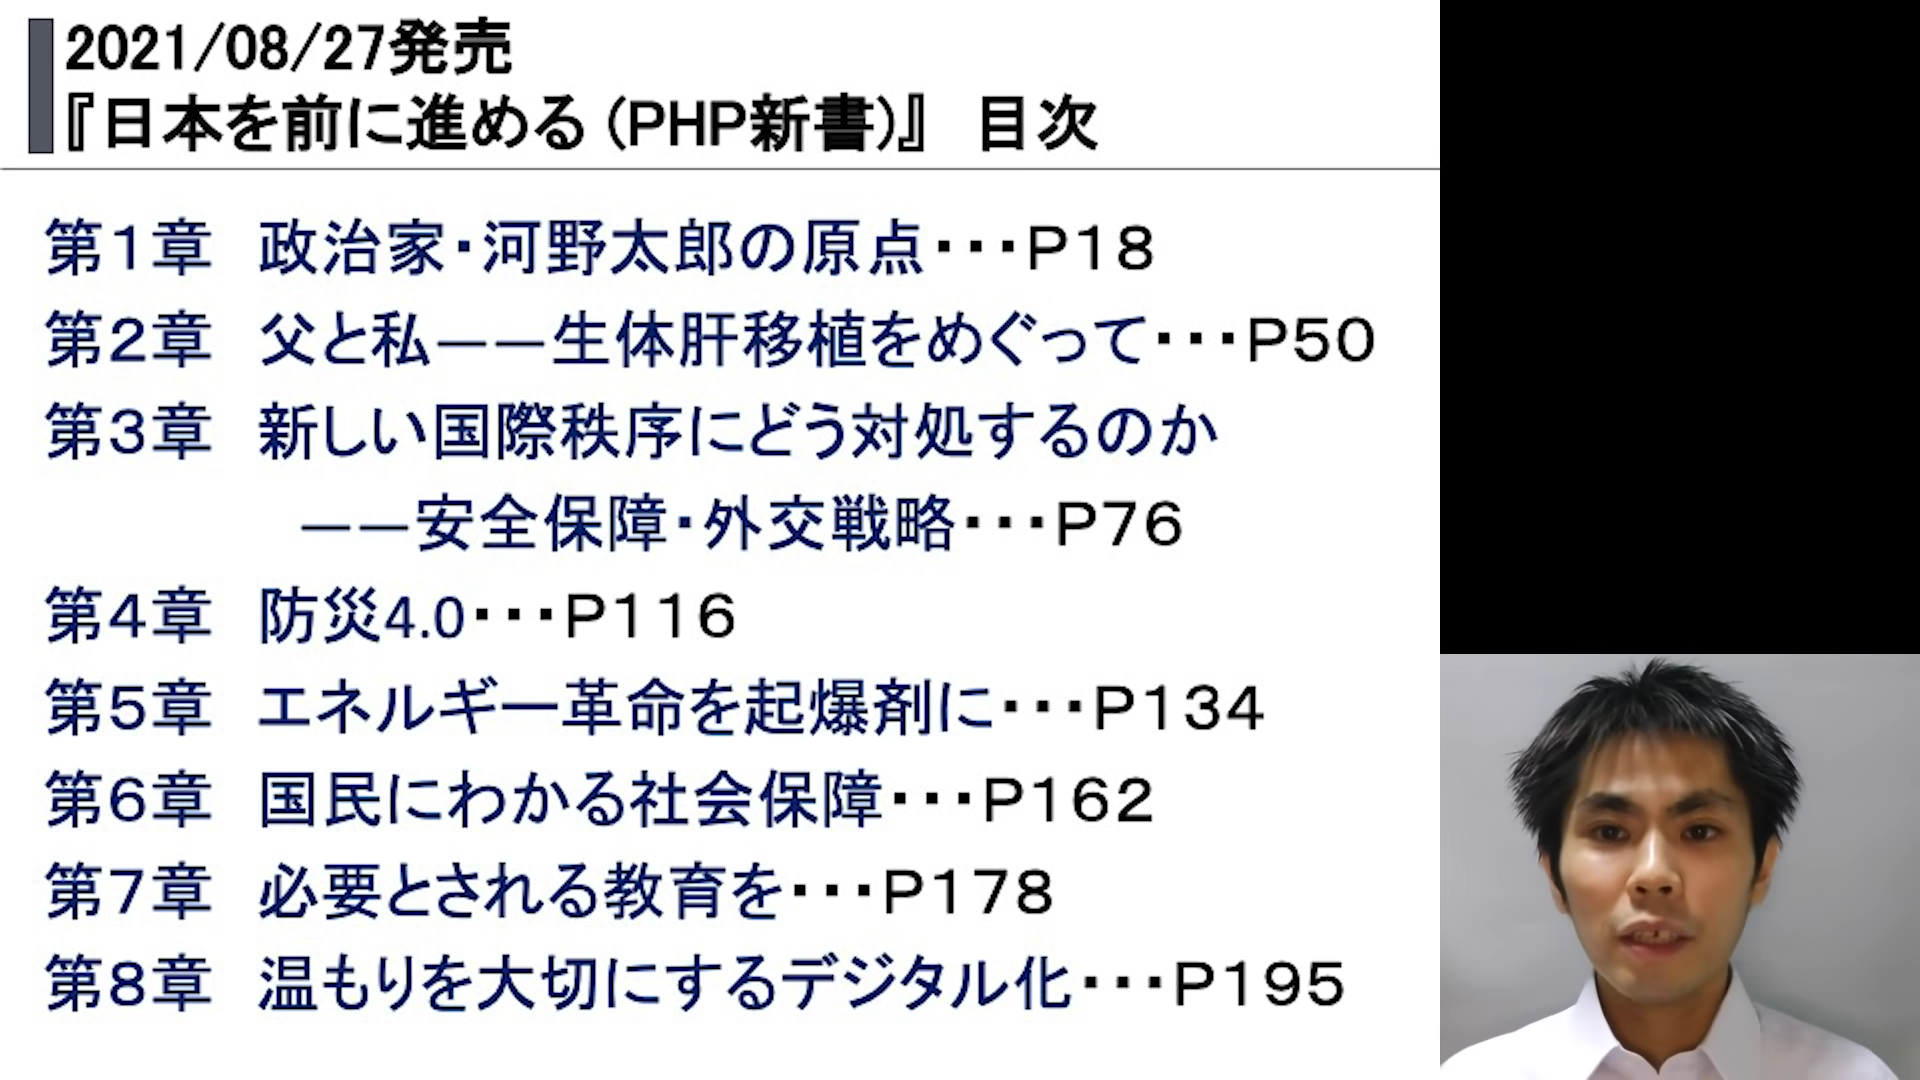 2021/08/27発売
『日本を前に進める (PHP新書)』 目次
第1章 政治家・河野太郎の原点・・・P18
第2章 父と私――生体肝移植をめぐって・・・P50
第3章 新しい国際秩序にどう対処するのか
――安全保障・外交戦略・・・P76
第4章 防災4.0・・・P116
第5章 エネルギー革命を起爆剤に・・・P134
第6章 国民にわかる社会保障・・・P162
第7章 必要とされる教育を・・・P178
第8章 温もりを大切にするデジタル化・・・P195